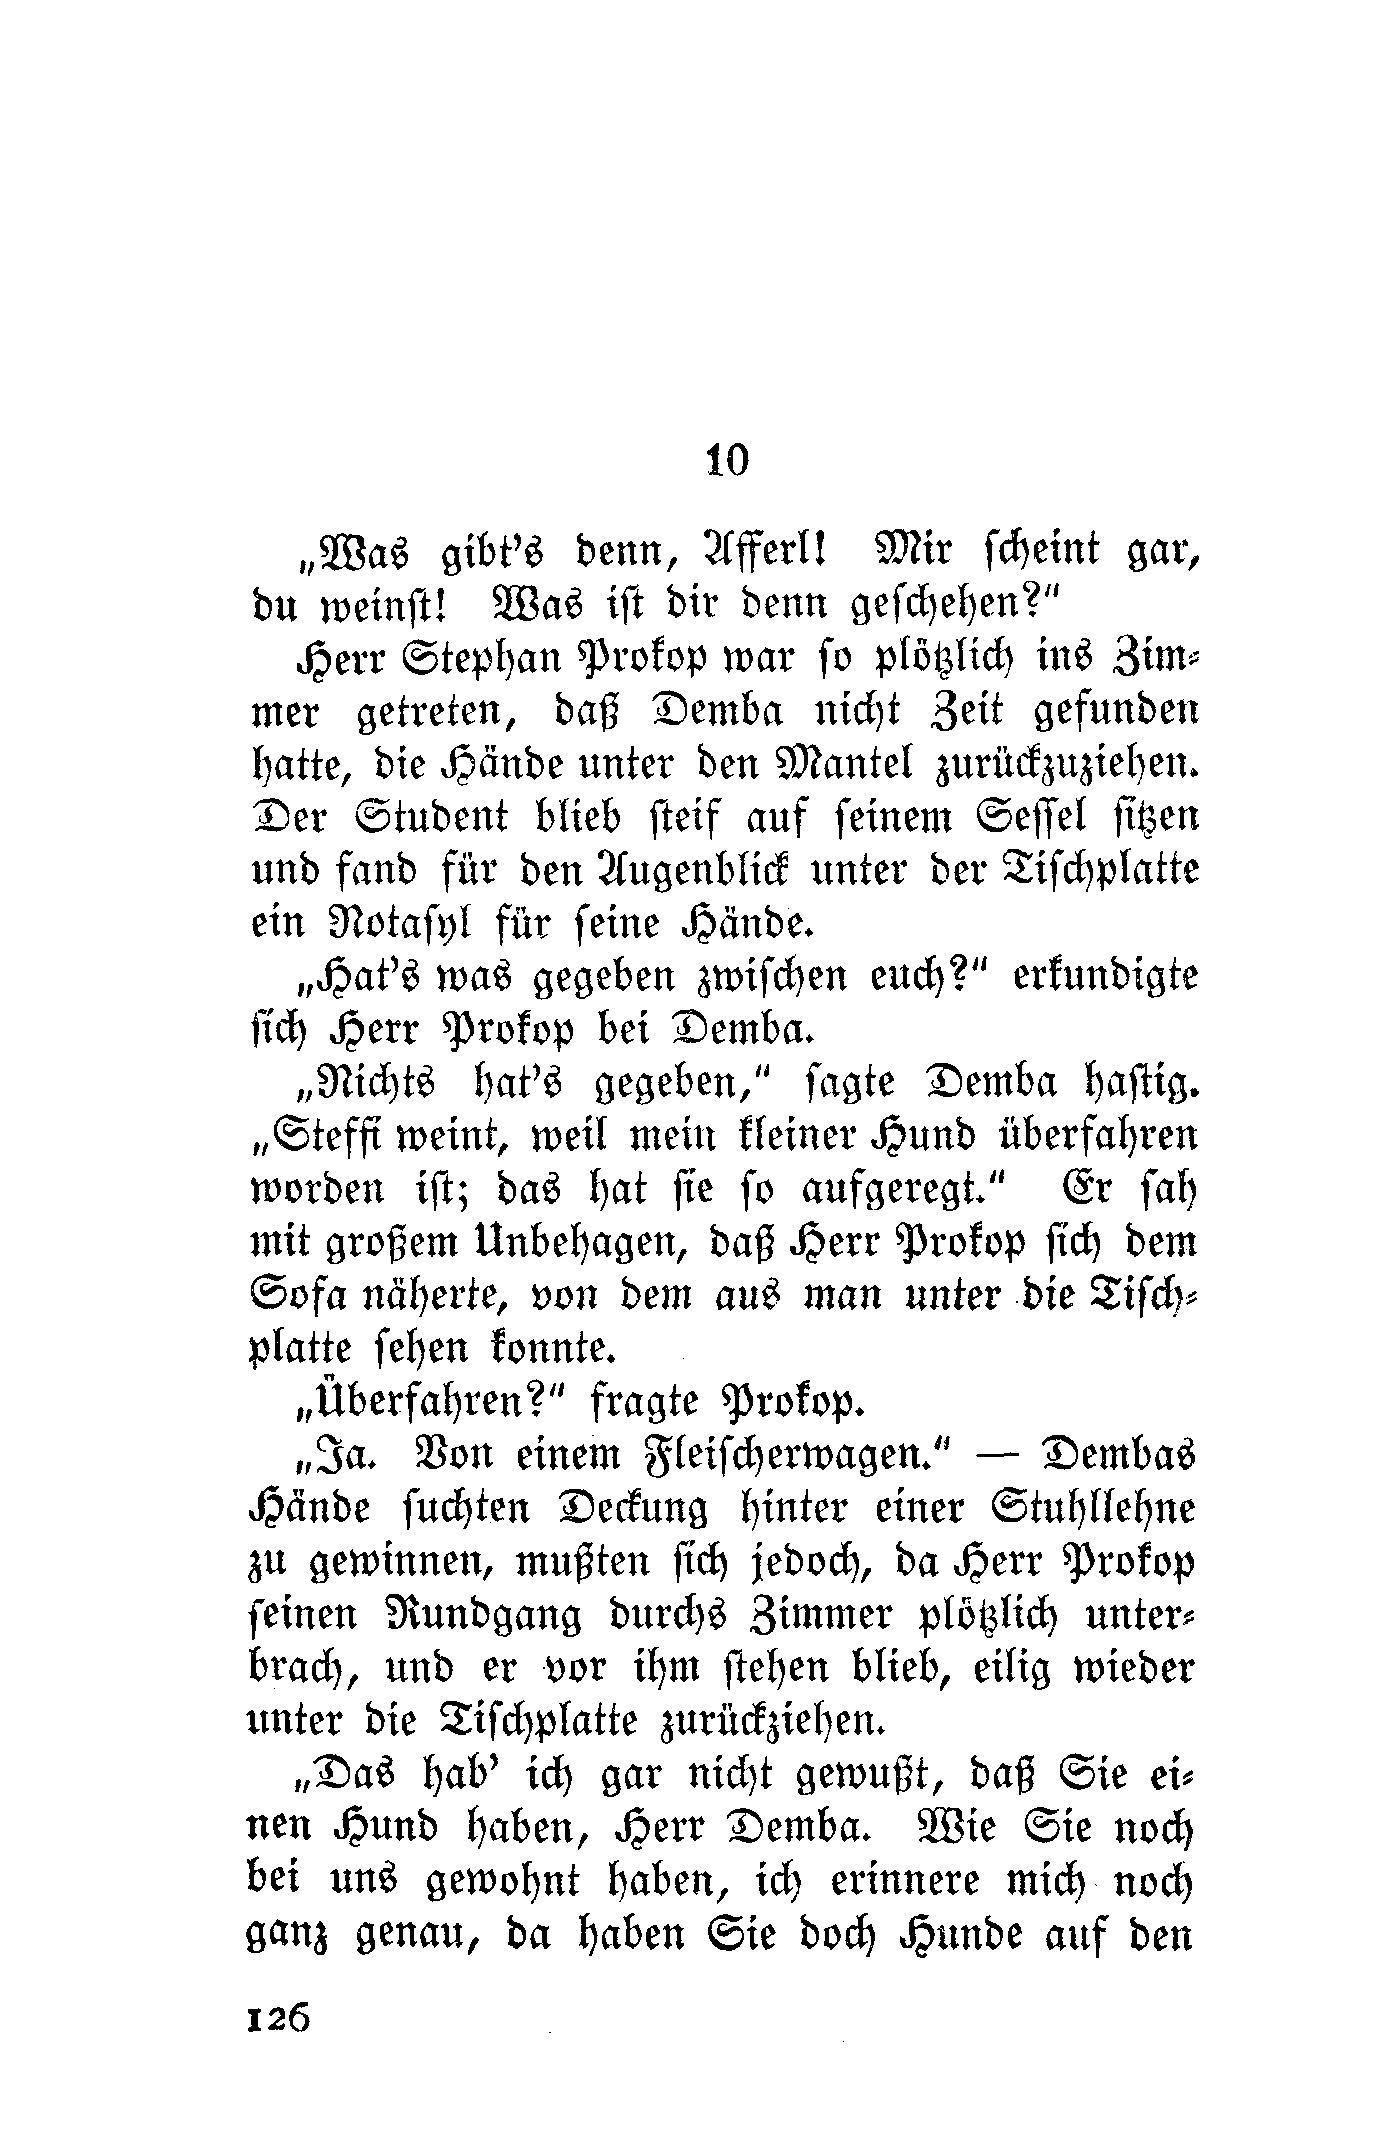 10
„Was gibt's denn, Afferl! Mir scheint gar,
du weinst! Was ist dir denn geschehen?"
Herr Stephan Prokop war so plötzlich ins Zim-
mer getreten, daß Demba nicht Zeit gefunden
hatte, die Hände unter den Mantel zurückzuziehen.
Der Student blieb steif auf seinem Sessel sitzen
und fand für den Augenblick unter der Tischplatte
ein Notasyl für seine Hände.
„Hat's was gegeben zwischen euch?" erkundigte
sich Herr Prokop bei Demba.
„Nichts hat's gegeben," sagte Demba hastig.
„Steffi weint, weil mein kleiner Hund überfahren
worden ist; das hat sie so aufgeregt." Er sah
mit großem Unbehagen, daß Herr Prokop sich dem
Sofa näherte, von dem aus man unter die Tisch-
platte sehen konnte.
„Überfahren?" fragte Prokop.
„Ja. Von einem Fleischerwagen." — Dembas
Hände suchten Deckung hinter einer Stuhllehne
zu gewinnen, mußten sich jedoch, da Herr Prokop
seinen Rundgang durchs Zimmer plötzlich unter-
brach, und er vor ihm stehen blieb, eilig wieder
unter die Tischplatte zurückziehen.
„Das hab' ich gar nicht gewußt, daß Sie ei-
nen Hund haben, Herr Demba. Wie Sie noch
bei uns gewohnt haben, ich erinnere mich noch
ganz genau, da haben Sie doch Hunde auf den
126